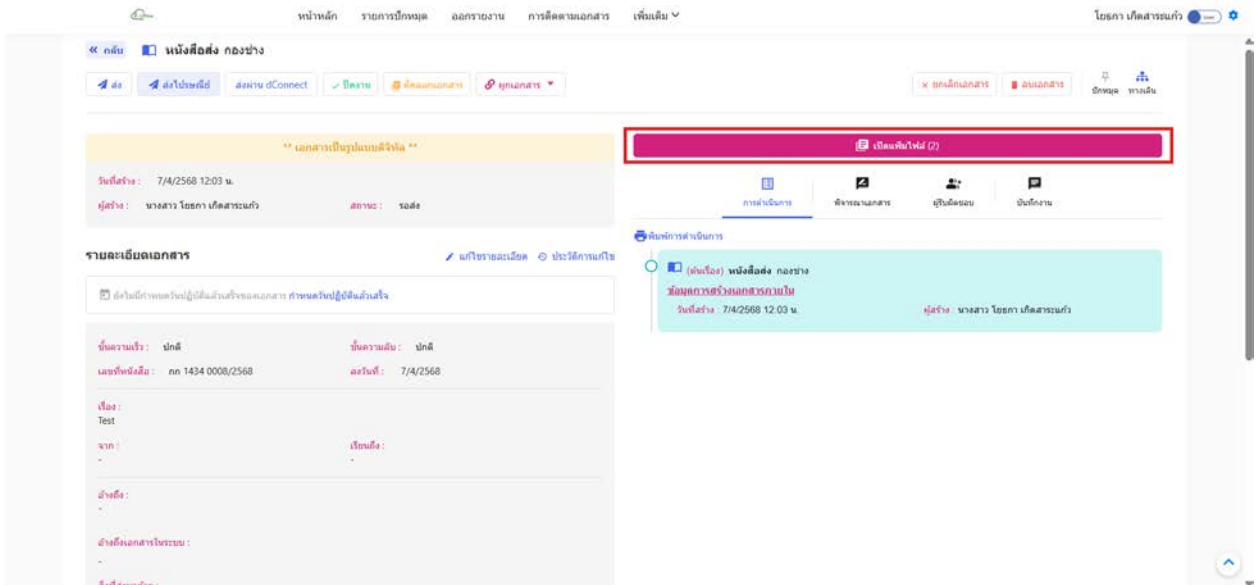 หน้าหลัก รายการปักหมุด ออกรายงาน การติดตามเอกสาร เพิ่มเติม
โยธกา เกิดสาระแก้ว
« กลับ หนังสือส่ง กองช่าง
ส่ง ส่งไปรษณีย์ ส่งผ่าน dConnect ปิดงาน คัดลอกเอกสาร ผูกเอกสาร
ยกเลิกเอกสาร ลบเอกสาร ปักหมุด ทางเดิน
** เอกสารเป็นรูปแบบดิจิทัล **
เปิดแฟ้มไฟล์ (2)
วันที่สร้าง : 7/4/2568 12:03 น.
ผู้สร้าง : นางสาว โยธกา เกิดสาระแก้ว สถานะ : รอส่ง
การดำเนินการ พิจารณาเอกสาร ผู้รับผิดชอบ บันทึกงาน
พิมพ์การดำเนินการ
รายละเอียดเอกสาร แก้ไขรายละเอียด ประวัติการแก้ไข
(ต้นเรื่อง) หนังสือส่ง กองช่าง
ข้อมูลการสร้างเอกสารภายใน
วันที่สร้าง : 7/4/2568 12:03 น. ผู้สร้าง : นางสาว โยธกา เกิดสาระแก้ว
ยังไม่มีกำหนดวันปฏิบัติแล้วเสร็จของเอกสาร กำหนดวันปฏิบัติแล้วเสร็จ
ชั้นความเร็ว : ปกติ ชั้นความลับ : ปกติ
เลขที่หนังสือ : กก 1434 0008/2568 ลงวันที่ : 7/4/2568
เรื่อง :
Test
จาก : เรียนถึง :
- -
อ้างถึง :
-
อ้างถึงเอกสารในระบบ :
-